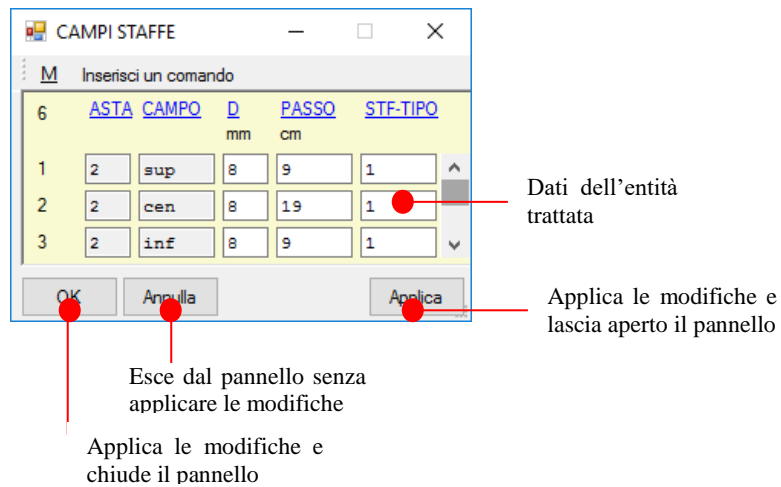 CAMPI STAFFE
M Inserisci un comando
6 ASTA CAMPO D PASSO STF-TIPO
mm cm
1 2 sup 8 9 1
2 2 cen 8 19 1
3 2 inf 8 9 1
OK Annulla Applica
Dati dell'entità
trattata
Applica le modifiche e
lascia aperto il pannello
Esce dal pannello senza
applicare le modifiche
Applica le modifiche e
chiude il pannello